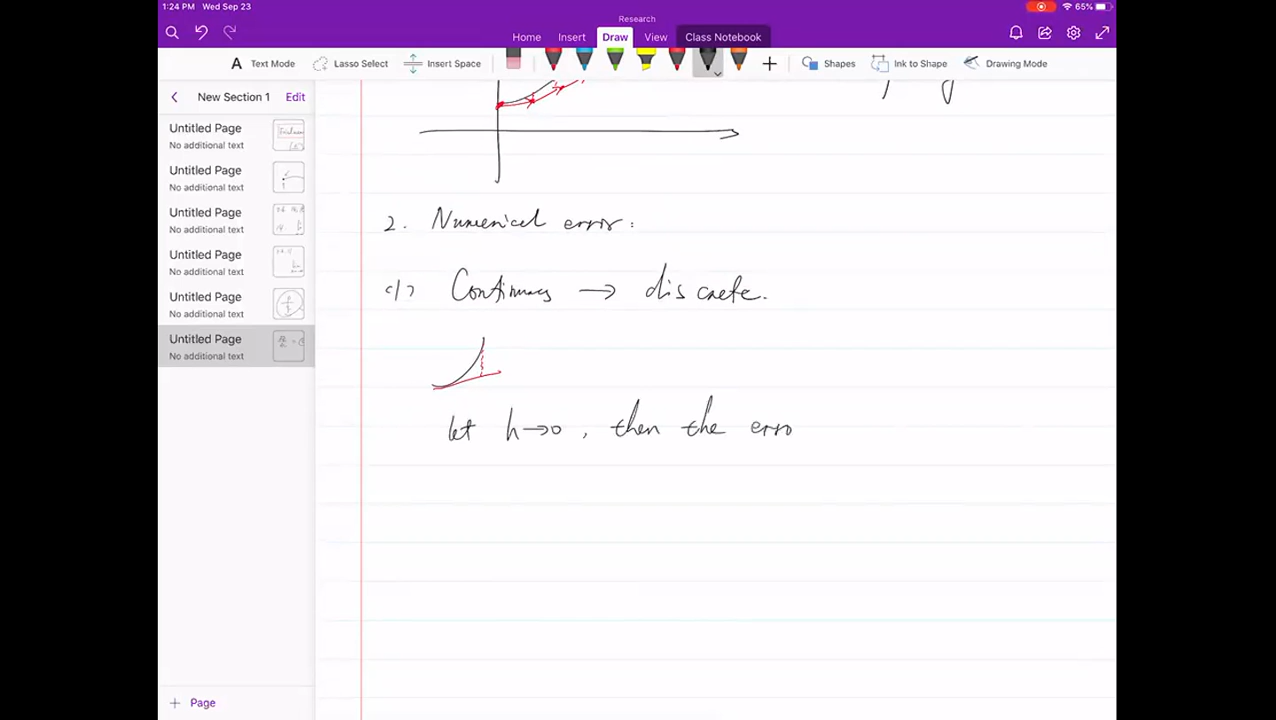 1:24 PM Wed Sep 23
65%
Research
Home Insert Draw View Class Notebook
Text Mode Lasso Select Insert Space Shapes Ink to Shape Drawing Mode
New Section 1 Edit
Untitled Page
No additional text
Untitled Page
No additional text
Untitled Page
No additional text
Untitled Page
No additional text
Untitled Page
No additional text
Untitled Page
No additional text
Page
2. Numerical error:
(1) Continuous → discrete.
let h→0, then the erro